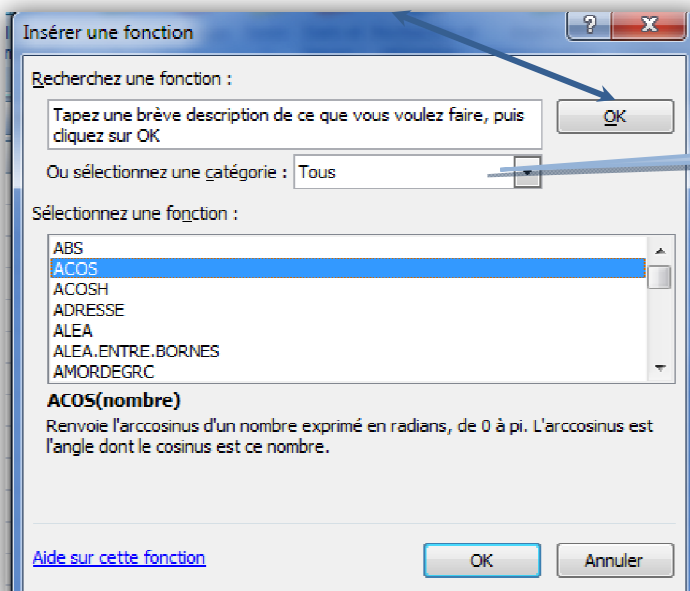 Insérer une fonction
Recherchez une fonction :
Tapez une brève description de ce que vous voulez faire, puis
cliquez sur OK
OK
Ou sélectionnez une catégorie : Tous
Sélectionnez une fonction :
ABS
ACOS
ACOSH
ADRESSE
ALEA
ALEA.ENTRE.BORNES
AMORDEGRC
ACOS(nombre)
Renvoie l'arccosinus d'un nombre exprimé en radians, de 0 à pi. L'arccosinus est
l'angle dont le cosinus est ce nombre.
Aide sur cette fonction
OK
Annuler